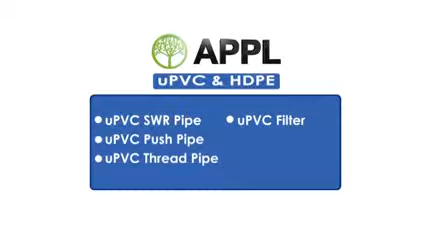 APPL
uPVC & HDPE
uPVC SWR Pipe
uPVC Filter
uPVC Push Pipe
uPVC Thread Pipe